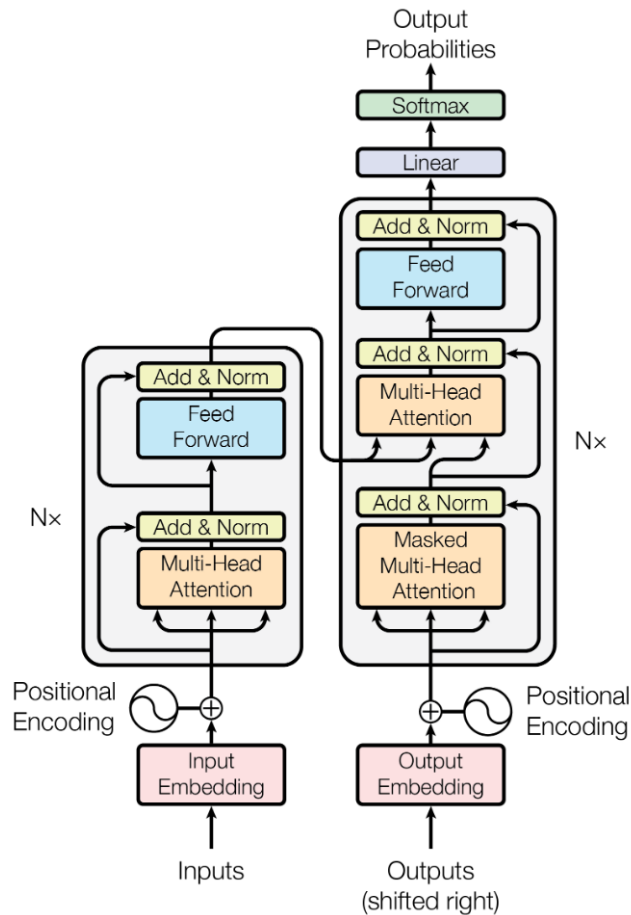 Output
Probabilities
Softmax
Linear
Add & Norm
Feed
Forward
Add & Norm
Multi-Head
Attention
Add & Norm
Masked
Multi-Head
Attention
N×
Add & Norm
Feed
Forward
Add & Norm
Multi-Head
Attention
N×
Positional
Encoding
Positional
Encoding
Input
Embedding
Output
Embedding
Inputs
Outputs
(shifted right)